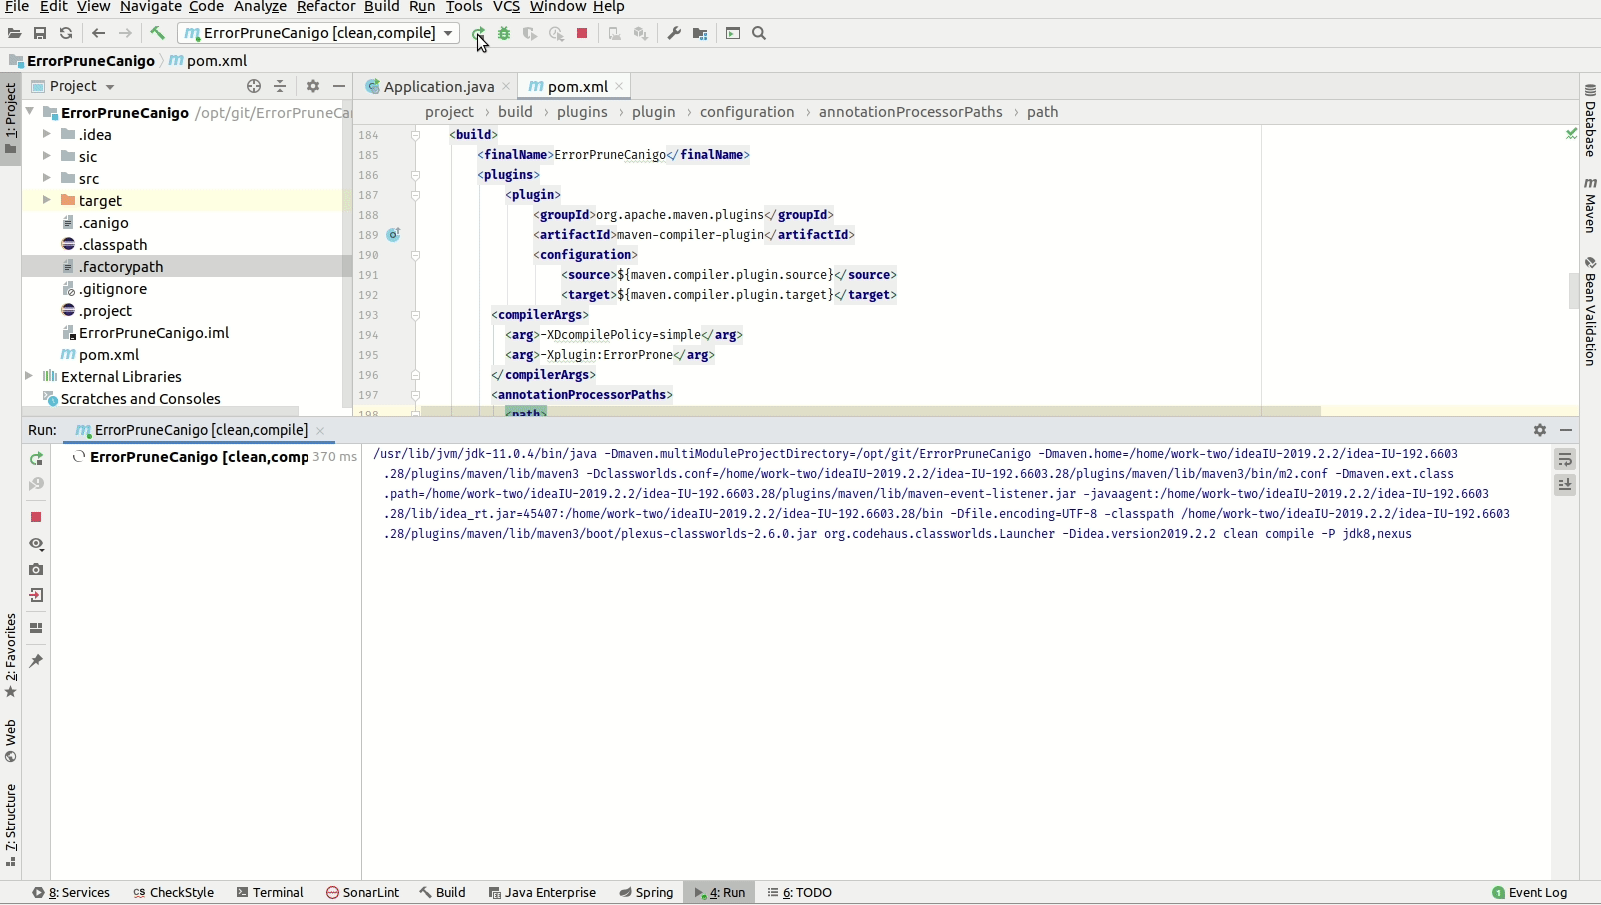 File Edit View Navigate Code Analyze Refactor Build Run Tools VCS Window Help
ErrorPruneCanigo [clean,compile]
ErrorPruneCanigo pom.xml
1: Project
Project
Application.java pom.xml
ErrorPruneCanigo /opt/git/ErrorPruneCa
.idea
sic
src
target
.canigo
.classpath
.factorypath
.gitignore
.project
ErrorPruneCanigo.iml
pom.xml
External Libraries
Scratches and Consoles
project › build › plugins › plugin › configuration › annotationProcessorPaths › path
184 <build>
185 <finalName>ErrorPruneCanigo</finalName>
186 <plugins>
187 <plugin>
188 <groupId>org.apache.maven.plugins</groupId>
189 <artifactId>maven-compiler-plugin</artifactId>
190 <configuration>
191 <source>${maven.compiler.plugin.source}</source>
192 <target>${maven.compiler.plugin.target}</target>
193 <compilerArgs>
194 <arg>-XDcompilePolicy=simple</arg>
195 <arg>-Xplugin:ErrorProne</arg>
196 </compilerArgs>
197 <annotationProcessorPaths>
198 <path>
Database
Maven
Bean Validation
Run: ErrorPruneCanigo [clean,compile]
ErrorPruneCanigo [clean,comp 370 ms
/usr/lib/jvm/jdk-11.0.4/bin/java -Dmaven.multiModuleProjectDirectory=/opt/git/ErrorPruneCanigo -Dmaven.home=/home/work-two/ideaIU-2019.2.2/idea-IU-192.6603
.28/plugins/maven/lib/maven3 -Dclassworlds.conf=/home/work-two/ideaIU-2019.2.2/idea-IU-192.6603.28/plugins/maven/lib/maven3/bin/m2.conf -Dmaven.ext.class
.path=/home/work-two/ideaIU-2019.2.2/idea-IU-192.6603.28/plugins/maven/lib/maven-event-listener.jar -javaagent:/home/work-two/ideaIU-2019.2.2/idea-IU-192.6603
.28/lib/idea_rt.jar=45407:/home/work-two/ideaIU-2019.2.2/idea-IU-192.6603.28/bin -Dfile.encoding=UTF-8 -classpath /home/work-two/ideaIU-2019.2.2/idea-IU-192.6603
.28/plugins/maven/lib/maven3/boot/plexus-classworlds-2.6.0.jar org.codehaus.classworlds.Launcher -Didea.version2019.2.2 clean compile -P jdk8,nexus
2: Favorites
Web
7: Structure
8: Services CheckStyle Terminal SonarLint Build Java Enterprise Spring 4: Run 6: TODO 1 Event Log